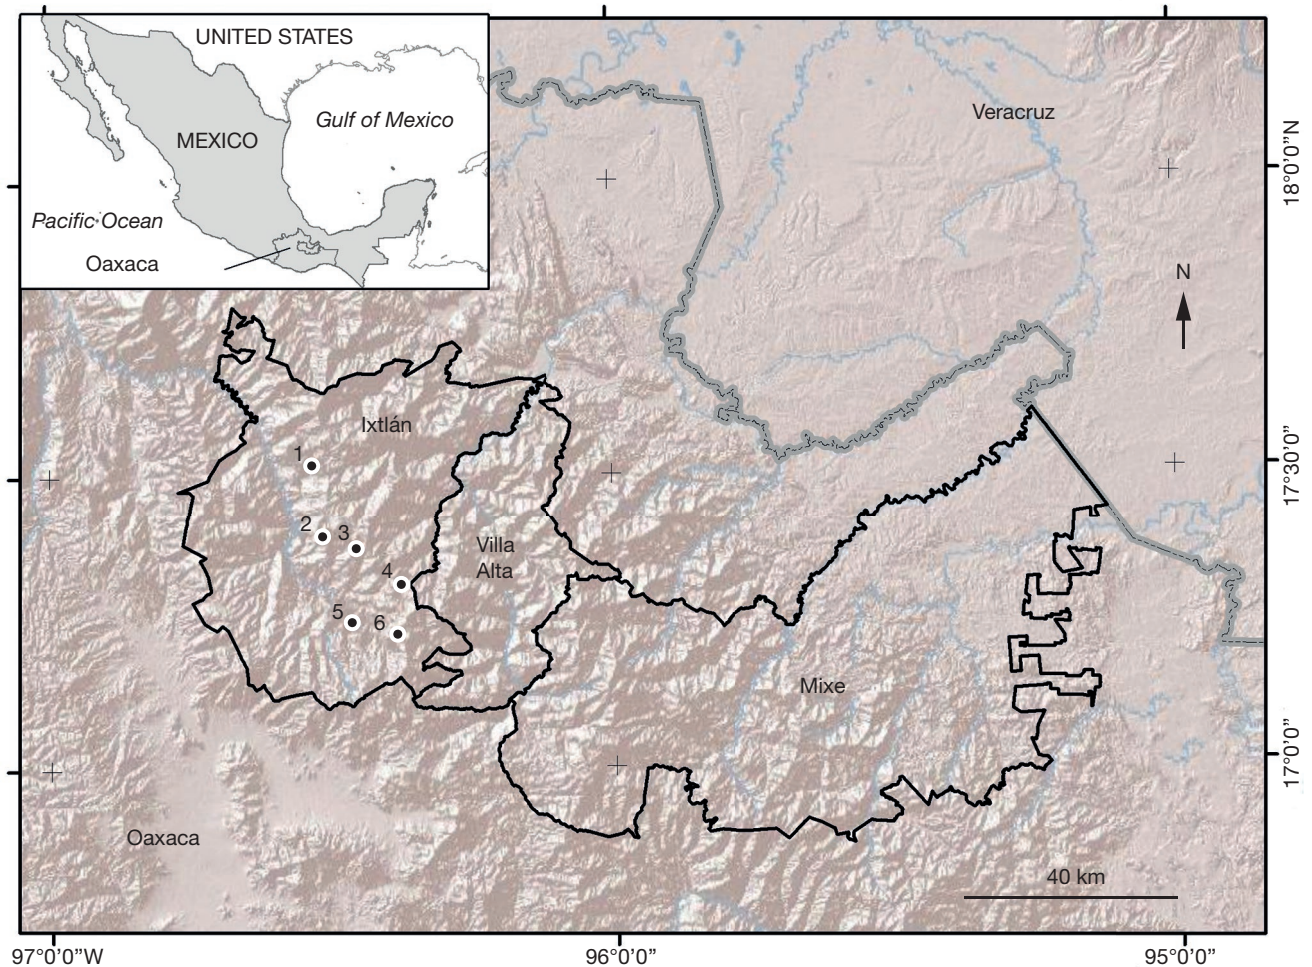 UNITED STATES
Gulf of Mexico
MEXICO
Pacific Ocean
Oaxaca
Veracruz
18°0'0"N
N
Ixtlán
1
17°30'0"
2
3
Villa
Alta
4
5
6
Mixe
17°0'0"
Oaxaca
40 km
97°0'0"W
96°0'0"
95°0'0"